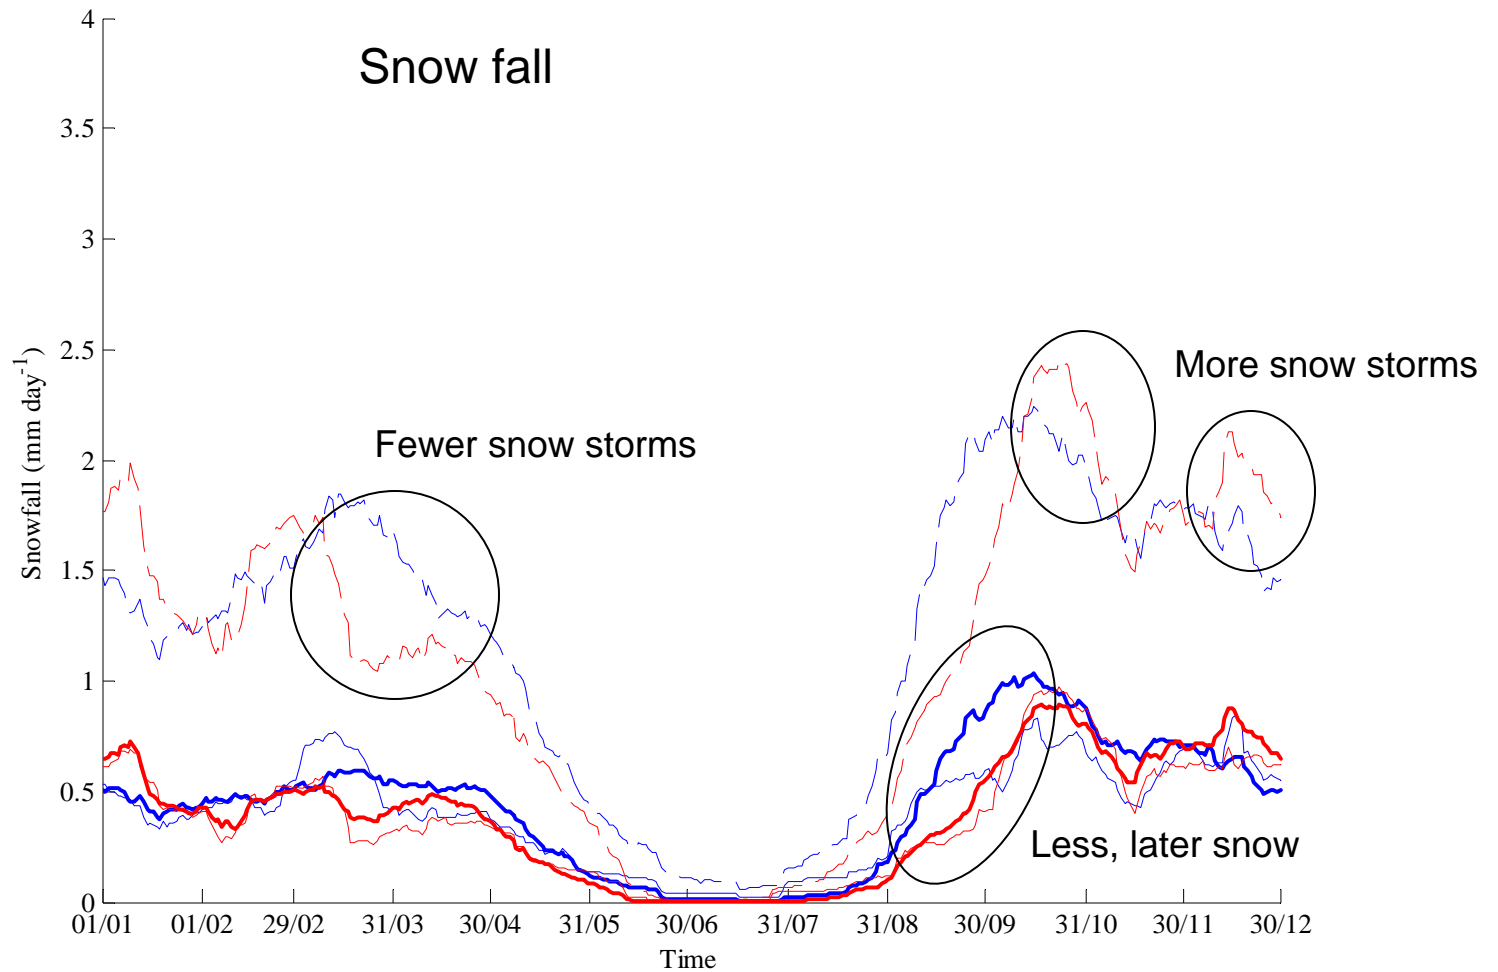 Snow fall
4
3.5
3
2.5
2
1.5
1
0.5
0
Snowfall (mm day-1)
More snow storms
Fewer snow storms
Less, later snow
01/01 01/02 29/02 31/03 30/04 31/05 30/06 31/07 31/08 30/09 31/10 30/11 30/12
Time